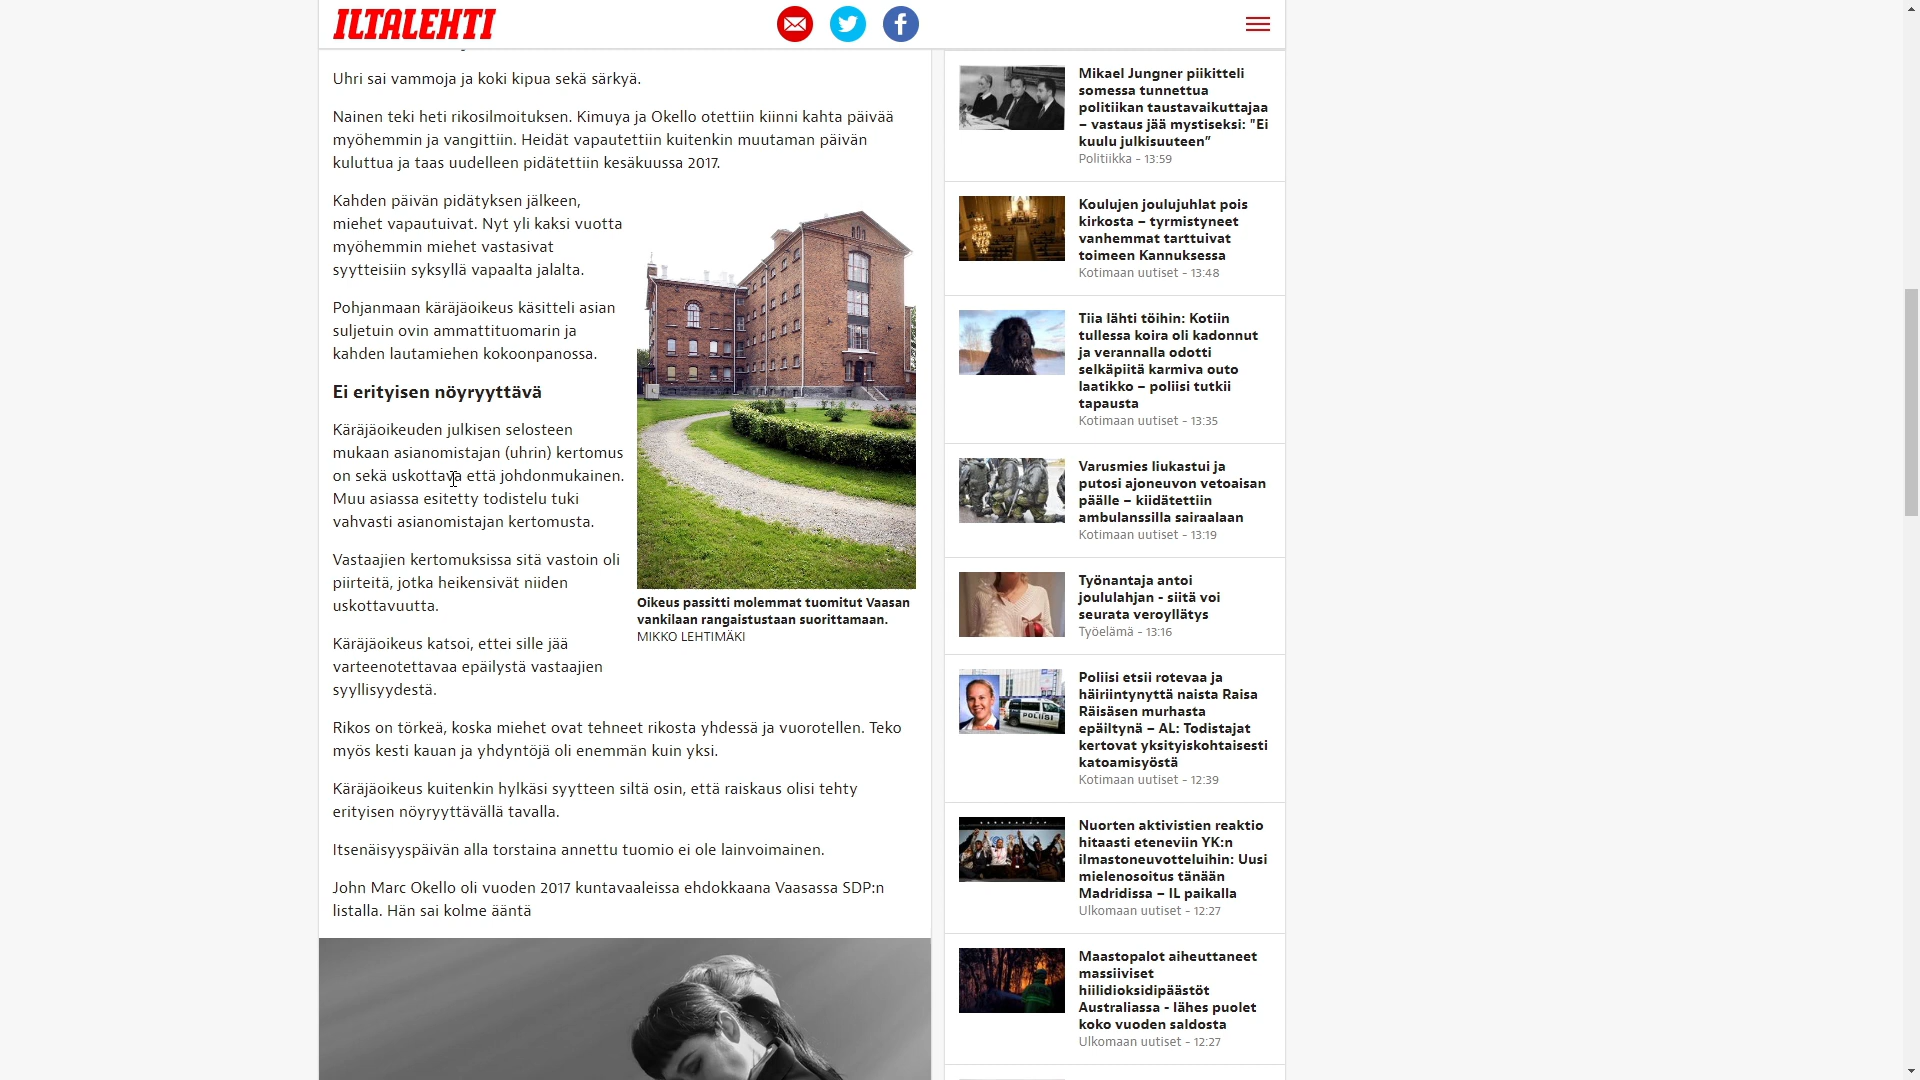 ILTALEHTI
Uhri sai vammoja ja koki kipua sekä särkyä.
Nainen teki heti rikosilmoituksen. Kimuya ja Okello otettiin kiinni kahta päivää
myöhemmin ja vangittiin. Heidät vapautettiin kuitenkin muutaman päivän
kuluttua ja taas uudelleen pidätettiin kesäkuussa 2017.
Kahden päivän pidätyksen jälkeen,
miehet vapautuivat. Nyt yli kaksi vuotta
myöhemmin miehet vastasivat
syytteisiin syksyllä vapaalta jalalta.
Pohjanmaan käräjäoikeus käsitteli asian
suljetuin ovin ammattituomarin ja
kahden lautamiehen kokoonpanossa.
Ei erityisen nöyryyttävä
Käräjäoikeuden julkisen selosteen
mukaan asianomistajan (uhrin) kertomus
on sekä uskottava että johdonmukainen.
Muu asiassa esitetty todistelu tuki
vahvasti asianomistajan kertomusta.
Vastaajien kertomuksissa sitä vastoin oli
piirteitä, jotka heikensivät niiden
uskottavuutta.
Käräjäoikeus katsoi, ettei sille jää
varteenotettavaa epäilystä vastaajien
syyllisyydestä.
Oikeus passitti molemmat tuomitut Vaasan
vankilaan rangaistustaan suorittamaan.
MIKKO LEHTIMÄKI
Rikos on törkeä, koska miehet ovat tehneet rikosta yhdessä ja vuorotellen. Teko
myös kesti kauan ja yhdyntöjä oli enemmän kuin yksi.
Käräjäoikeus kuitenkin hylkäsi syytteen siltä osin, että raiskaus olisi tehty
erityisen nöyryyttävällä tavalla.
Itsenäisyyspäivän alla torstaina annettu tuomio ei ole lainvoimainen.
John Marc Okello oli vuoden 2017 kuntavaaleissa ehdokkaana Vaasassa SDP:n
listalla. Hän sai kolme ääntä
Mikael Jungner piikitteli
somessa tunnettua
politiikan taustavaikuttajaa
– vastaus jää mystiseksi: "Ei
kuulu julkisuuteen”
Politiikka - 13:59
Koulujen joulujuhlat pois
kirkosta – tyrmistyneet
vanhemmat tarttuivat
toimeen Kannuksessa
Kotimaan uutiset - 13:48
Tiia lähti töihin: Kotiin
tullessa koira oli kadonnut
ja verannalla odotti
selkäpiitä karmiva outo
laatikko – poliisi tutkii
tapausta
Kotimaan uutiset - 13:35
Varusmies liukastui ja
putosi ajoneuvon vetoaisan
päälle – kiidätettiin
ambulanssilla sairaalaan
Kotimaan uutiset - 13:19
Työnantaja antoi
joululahjan - siitä voi
seurata veroyllätys
Työelämä - 13:16
POLIISI
Poliisi etsii rotevaa ja
häiriintynyttä naista Raisa
Räisäsen murhasta
epäiltynä – AL: Todistajat
kertovat yksityiskohtaisesti
katoamisyöstä
Kotimaan uutiset - 12:39
Nuorten aktivistien reaktio
hitaasti eteneviin YK:n
ilmastoneuvotteluihin: Uusi
mielenosoitus tänään
Madridissa – IL paikalla
Ulkomaan uutiset - 12:27
Maastopalot aiheuttaneet
massiiviset
hiilidioksidipäästöt
Australiassa - lähes puolet
koko vuoden saldosta
Ulkomaan uutiset - 12:27